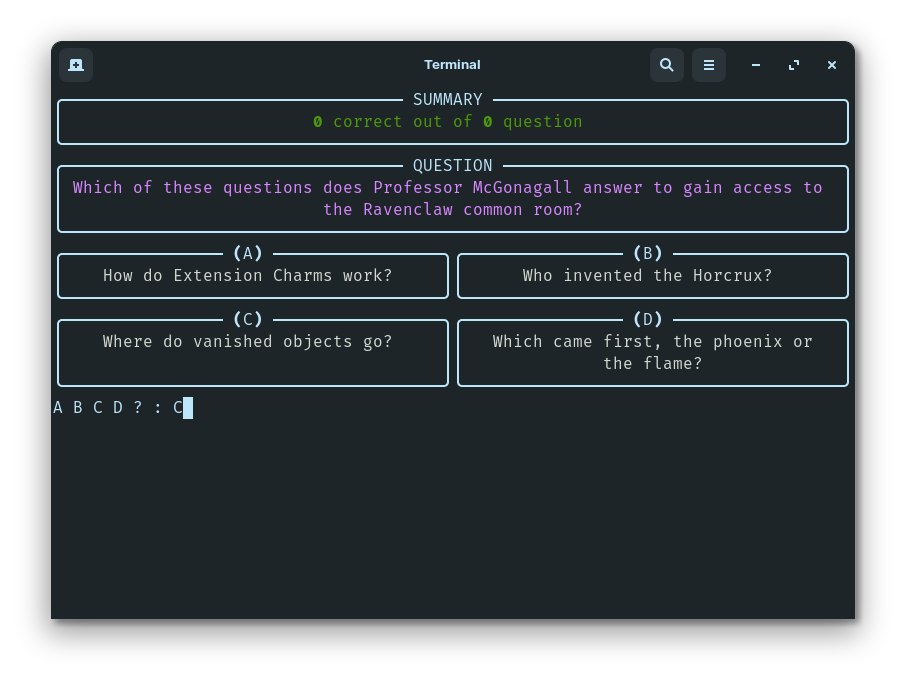 Terminal
SUMMARY
0 correct out of 0 question
QUESTION
Which of these questions does Professor McGonagall answer to gain access to
the Ravenclaw common room?
(A)
How do Extension Charms work?
(B)
Who invented the Horcrux?
(C)
Where do vanished objects go?
(D)
Which came first, the phoenix or
the flame?
A B C D ? : C